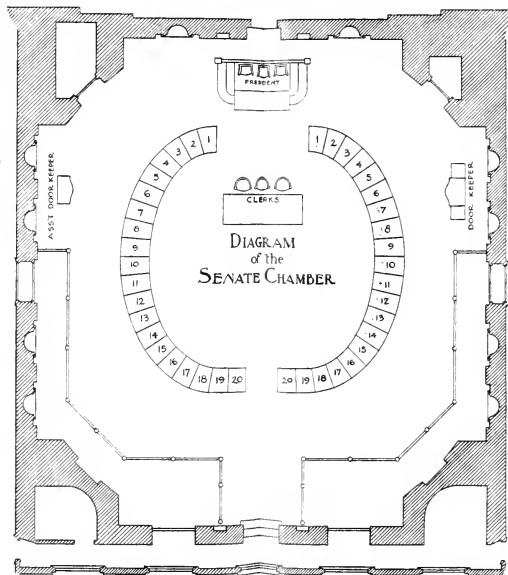 PRESIDENT
1 2 3 4 5 6 7 8 9 10 11 12 13 14 15 16 17 18 19 20
1 2 3 4 5 6 7 8 9 10 11 12 13 14 15 16 17 18 19 20
ASST DOOR KEEPER
DOOR KEEPER
CLERKS
DIAGRAM
of the
SENATE CHAMBER